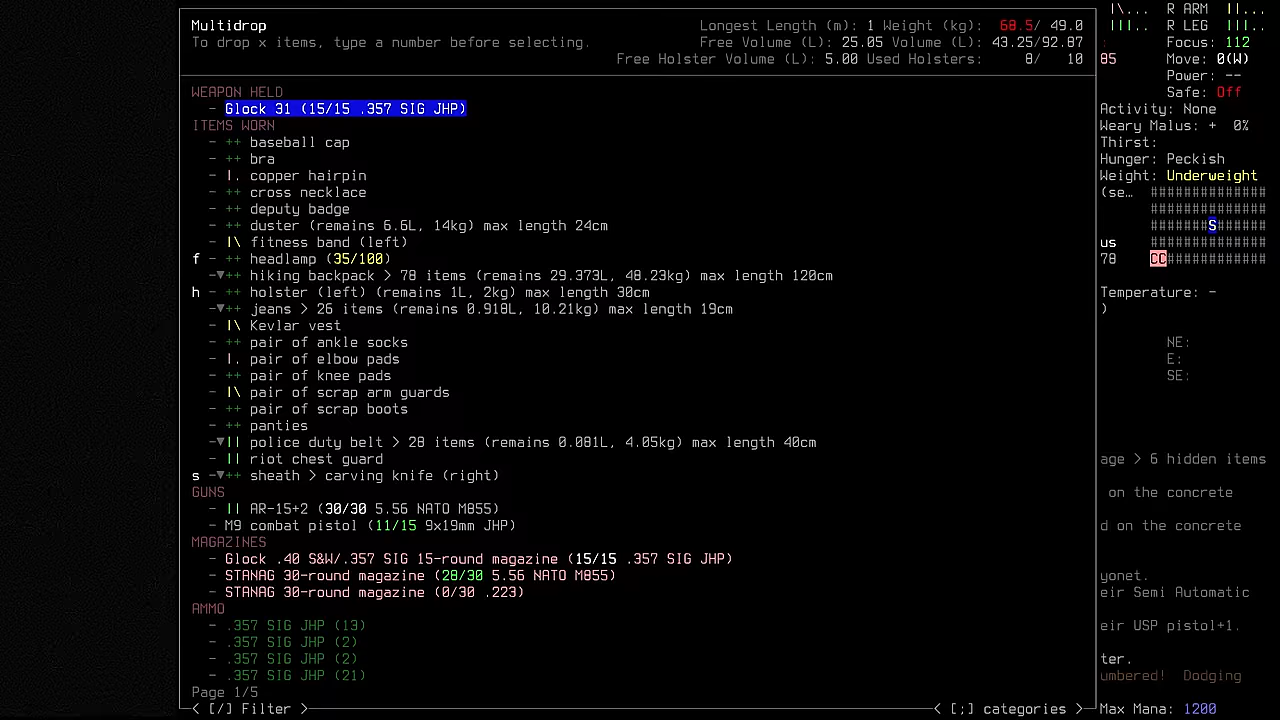 Multidrop
Longest Length (m): 1 Weight (kg): 68.5/ 49.0
To drop x items, type a number before selecting.
Free Volume (L): 25.05 Volume (L): 43.25/92.87
Free Holster Volume (L): 5.00 Used Holsters: 8/ 10
WEAPON HELD
- Glock 31 (15/15 .357 SIG JHP)
ITEMS WORN
- ++ baseball cap
- ++ bra
- |. copper hairpin
- ++ cross necklace
- ++ deputy badge
- ++ duster (remains 6.6L, 14kg) max length 24cm
- |\ fitness band (left)
f - ++ headlamp (35/100)
-▼++ hiking backpack > 78 items (remains 29.373L, 48.23kg) max length 120cm
h - ++ holster (left) (remains 1L, 2kg) max length 30cm
-▼++ jeans > 26 items (remains 0.918L, 10.21kg) max length 19cm
- |\ Kevlar vest
- ++ pair of ankle socks
- |. pair of elbow pads
- ++ pair of knee pads
- |\ pair of scrap arm guards
- ++ pair of scrap boots
- ++ panties
-▼|| police duty belt > 28 items (remains 0.081L, 4.05kg) max length 40cm
- || riot chest guard
s -▼++ sheath > carving knife (right)
GUNS
- || AR-15+2 (30/30 5.56 NATO M855)
- M9 combat pistol (11/15 9x19mm JHP)
MAGAZINES
- Glock .40 S&W/.357 SIG 15-round magazine (15/15 .357 SIG JHP)
- STANAG 30-round magazine (28/30 5.56 NATO M855)
- STANAG 30-round magazine (0/30 .223)
AMMO
- .357 SIG JHP (13)
- .357 SIG JHP (2)
- .357 SIG JHP (2)
- .357 SIG JHP (21)
Page 1/5
< [/] Filter >
< [;] categories >
|\... R ARM ||...
|||.. R LEG |||..
: Focus: 112
85 Move: 0(W)
Power: --
Safe: Off
Activity: None
Weary Malus: + 0%
Thirst:
Hunger: Peckish
Weight: Underweight
(se… ##############
##############
#######S######
us ##############
78 CC############
Temperature: -
)
NE:
E:
SE:
age > 6 hidden items
on the concrete
d on the concrete
yonet.
eir Semi Automatic
eir USP pistol+1.
ter.
umbered! Dodging
Max Mana: 1200